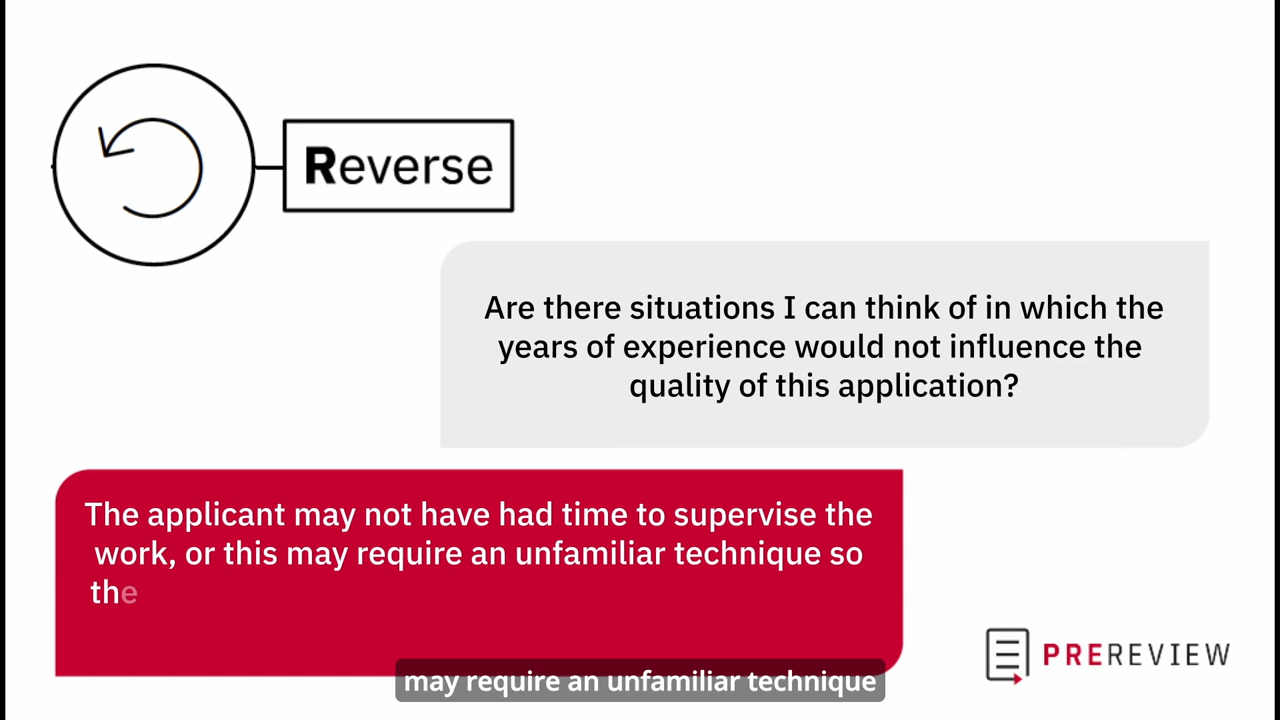 Reverse
Are there situations I can think of in which the
years of experience would not influence the
quality of this application?
The applicant may not have had time to supervise the
work, or this may require an unfamiliar technique so
the
may require an unfamiliar technique
PREREVIEW